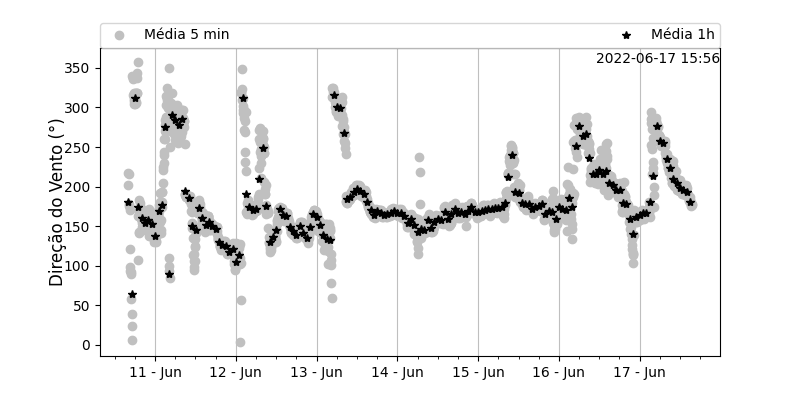 Média 5 min
Média 1h
2022-06-17 15:56
Direção do Vento (°)
350
300
250
200
150
100
50
0
11 - Jun
12 - Jun
13 - Jun
14 - Jun
15 - Jun
16 - Jun
17 - Jun